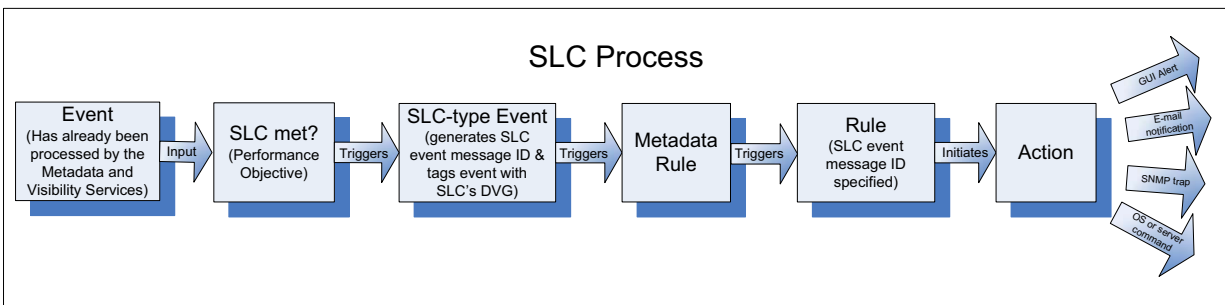 SLC Process
Event
(Has already been
processed by the
Metadata and
Visibility Services)
Input
SLC met?
(Performance
Objective)
Triggers
SLC-type Event
(generates SLC
event message ID &
tags event with
SLC's DVG)
Triggers
Metadada
Rule
Triggers
Rule
(SLC event
message ID
specified)
Initiates
Action
GUI Alert
E-mail
notification
SNMP trap
OS or server
command